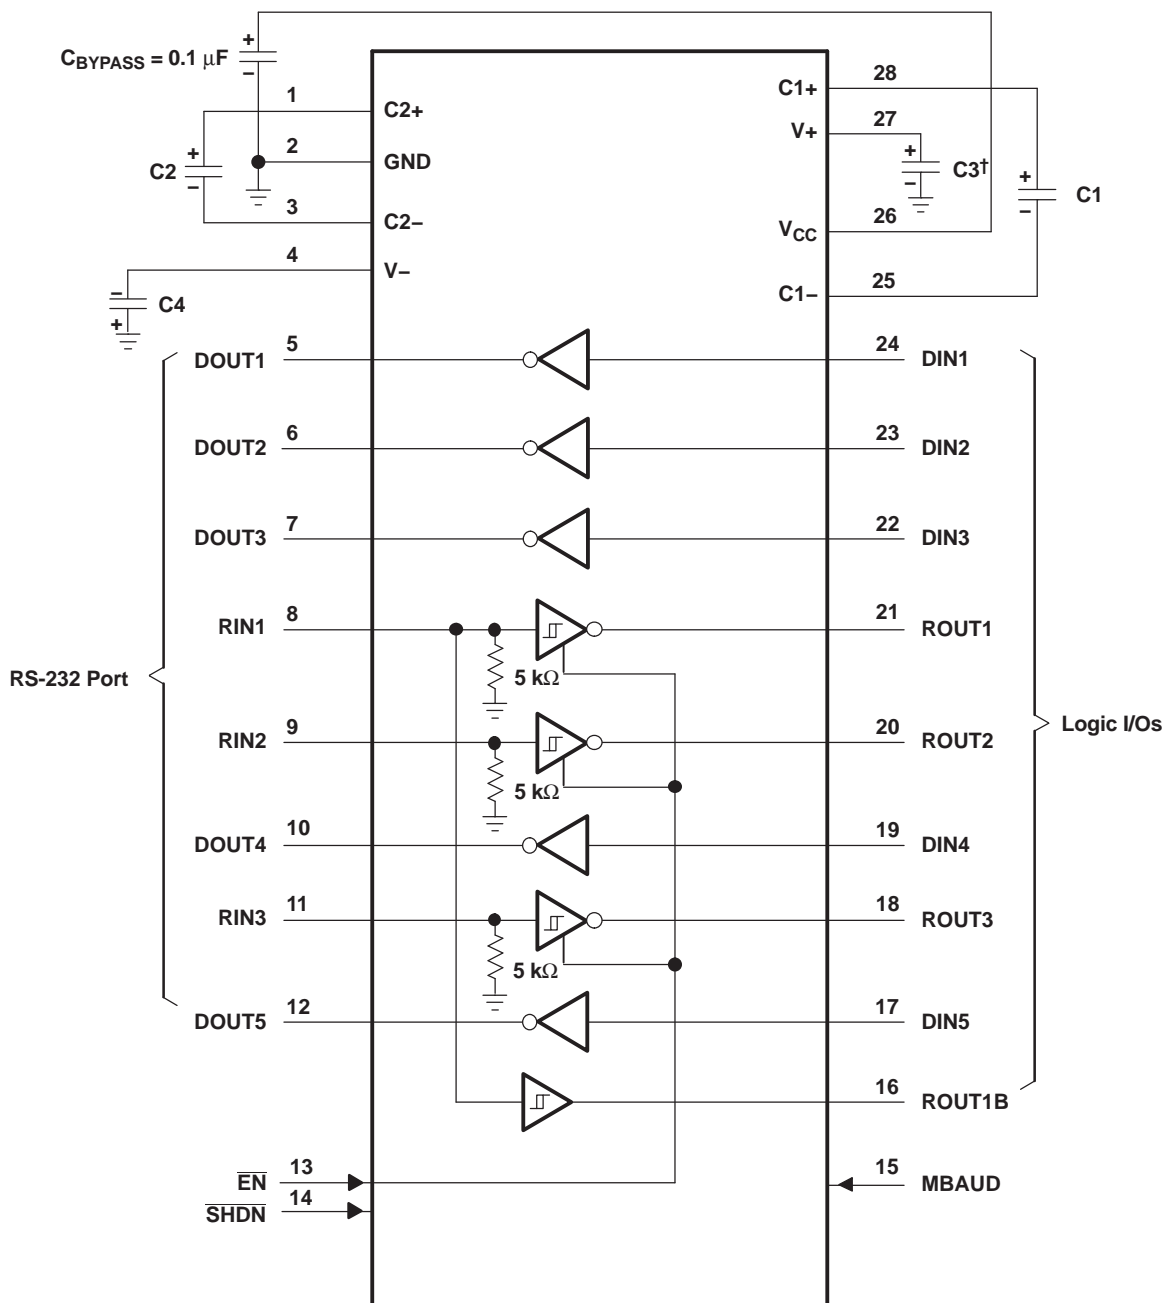 +
C_BYPASS = 0.1 µF
–
1
C2+
C1+
28
V+
27
C2
+
–
2
GND
+
–
C3†
+
–
C1
3
C2–
V_CC
26
4
V–
C1–
25
–
+
C4
DOUT1
5
24
DIN1
DOUT2
6
23
DIN2
DOUT3
7
22
DIN3
RIN1
8
21
ROUT1
5 kΩ
RS-232 Port
RIN2
9
20
ROUT2
Logic I/Os
5 kΩ
DOUT4
10
19
DIN4
RIN3
11
18
ROUT3
5 kΩ
DOUT5
12
17
DIN5
16
ROUT1B
E̅N̅
13
15
MBAUD
S̅H̅D̅N̅
14